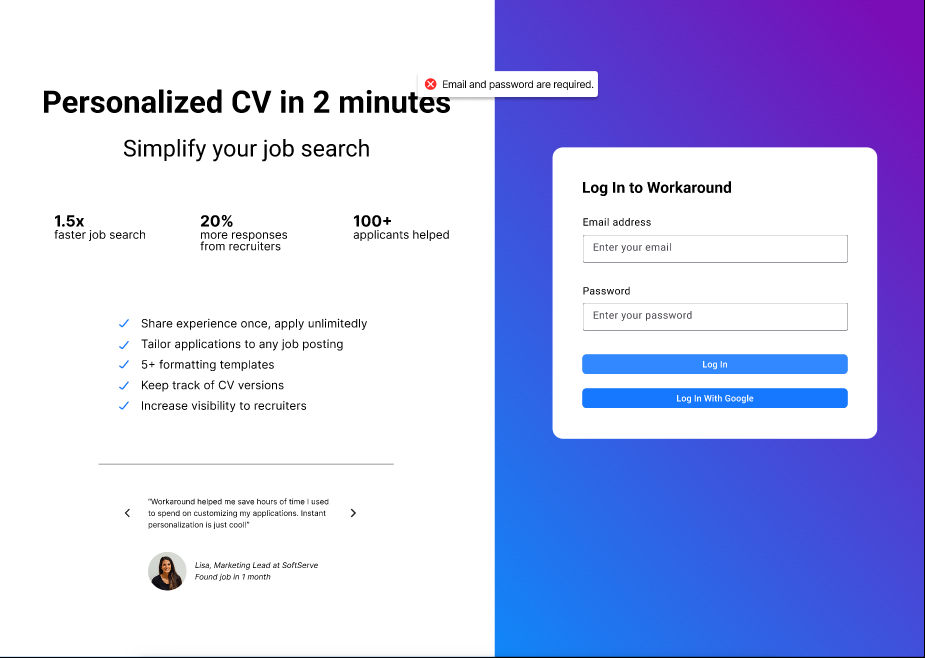 Email and password are required.
Personalized CV in 2 minutes
Simplify your job search
1.5x
faster job search
20%
more responses
from recruiters
100+
applicants helped
Share experience once, apply unlimitedly
Tailor applications to any job posting
5+ formatting templates
Keep track of CV versions
Increase visibility to recruiters
"Workaround helped me save hours of time I used
to spend on customizing my applications. Instant
personalization is just cool!"
Lisa, Marketing Lead at SoftServe
Found job in 1 month
Log In to Workaround
Email address
Enter your email
Password
Enter your password
Log In
Log In With Google